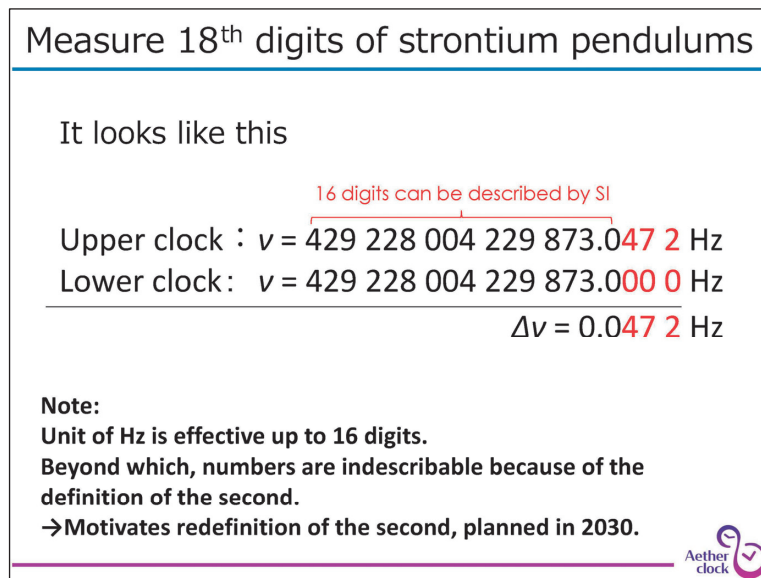 Measure 18th digits of strontium pendulums
It looks like this
16 digits can be described by SI
Upper clock : ν = 429 228 004 229 873.047 2 Hz
Lower clock: ν = 429 228 004 229 873.000 0 Hz
Δν = 0.047 2 Hz
Note:
Unit of Hz is effective up to 16 digits.
Beyond which, numbers are indescribable because of the
definition of the second.
→Motivates redefinition of the second, planned in 2030.
Aether
clock